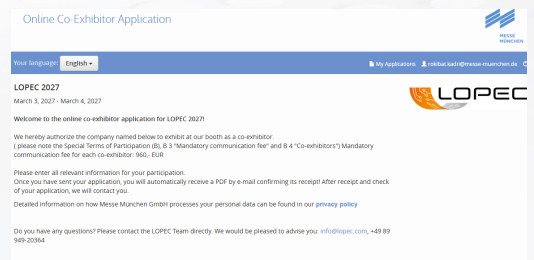 Online Co-Exhibitor Application
MESSE
MÜNCHEN
Your language: English
My Applications rokibat.kadri@messe-muenchen.de
LOPEC 2027
LOPEC
March 3, 2027 - March 4, 2027
Welcome to the online co-exhibitor application for LOPEC 2027!
We hereby authorize the company named below to exhibit at our booth as a co-exhibitor.
( please note the Special Terms of Participation (B), B 3 "Mandatory communication fee" and B 4 "Co-exhibitors") Mandatory
communication fee for each co-exhibitor: 960,- EUR
Please enter all relevant information for your participation.
Once you have sent your application, you will automatically receive a PDF by e-mail confirming its receipt! After receipt and check
of your application, we will contact you.
Detailed information on how Messe München GmbH processes your personal data can be found in our privacy policy
Do you have any questions? Please contact the LOPEC Team directly. We would be pleased to advise you: info@lopec.com, +49 89
949-20364